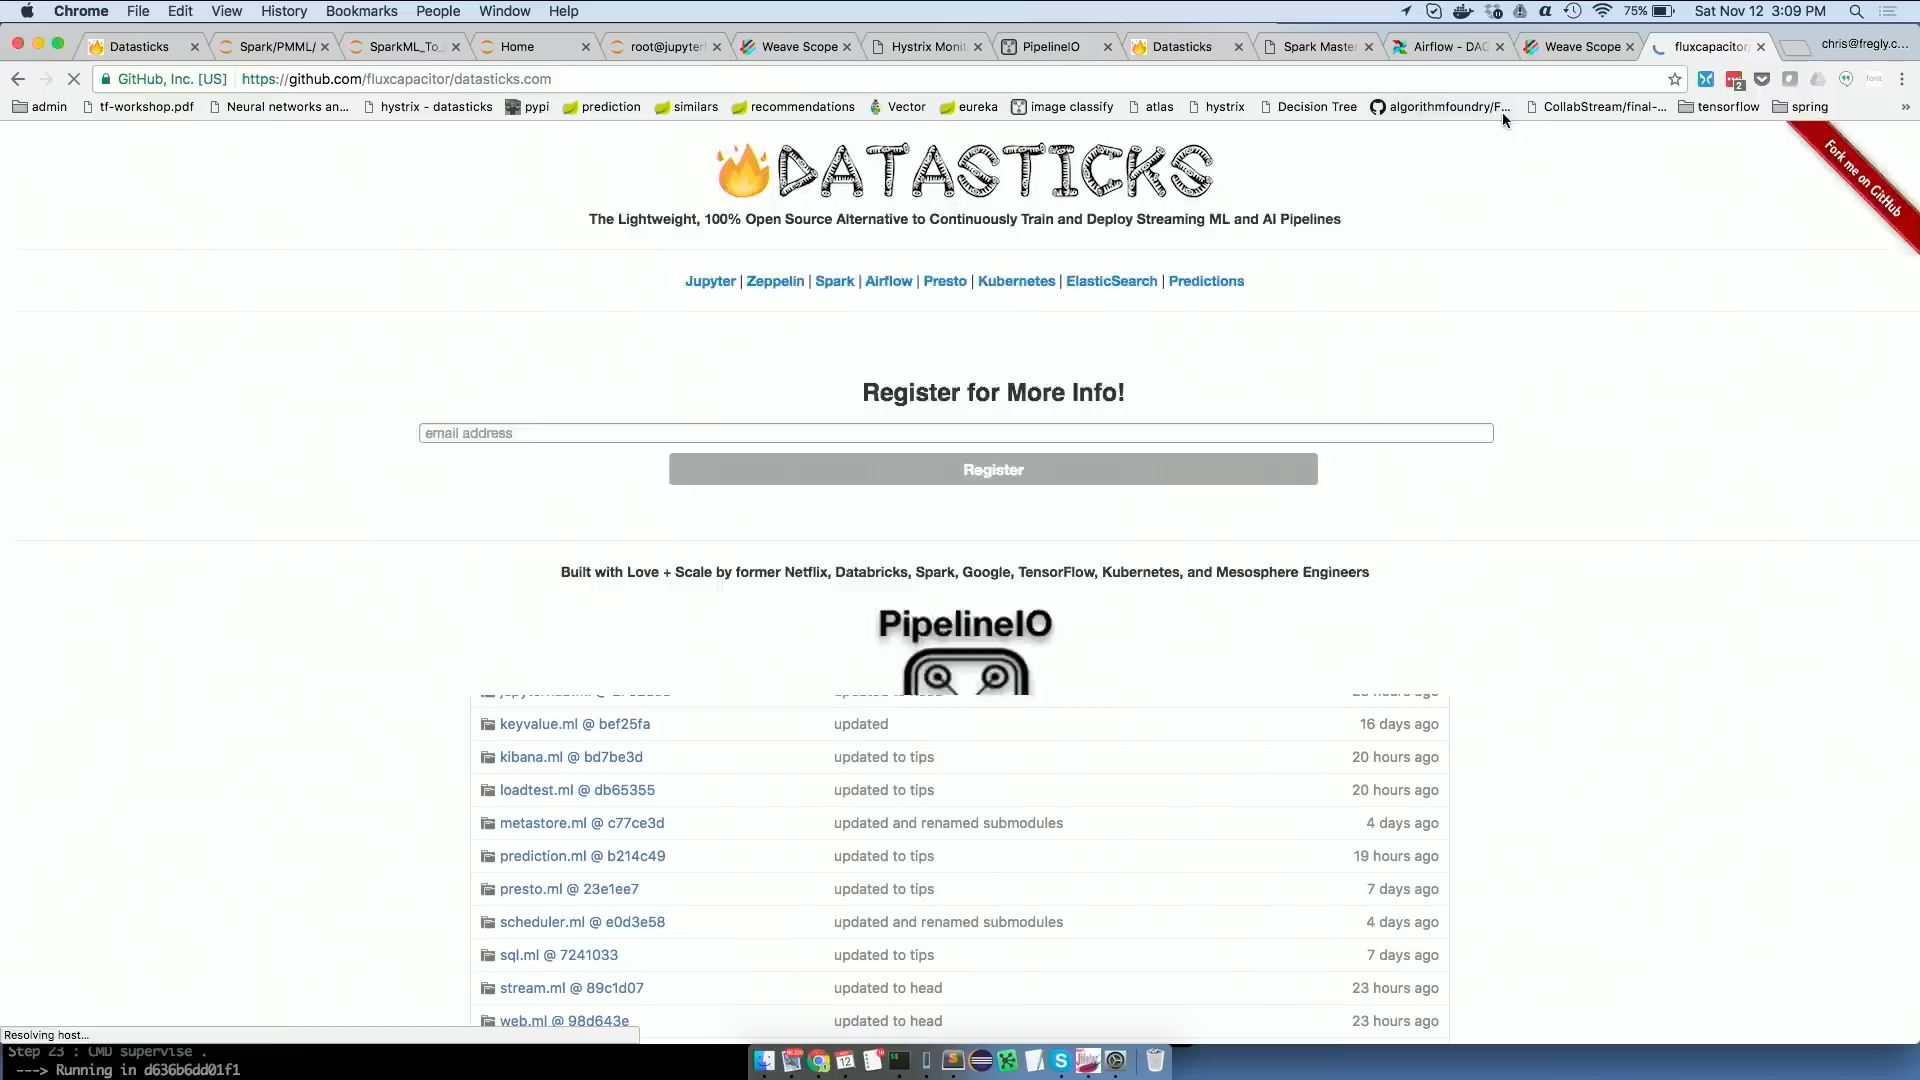 Chrome File Edit View History Bookmarks People Window Help 75% Sat Nov 12 3:09 PM
Datasticks Spark/PMML/ SparkML_To_ Home root@jupyter Weave Scope Hystrix Moni PipelineIO Datasticks Spark Master Airflow - DAG Weave Scope fluxcapacitor chris@fregly.c...
GitHub, Inc. [US] https://github.com/fluxcapacitor/datasticks.com 2 font
admin tf-workshop.pdf Neural networks an... hystrix - datasticks pypi prediction similars recommendations Vector eureka image classify atlas hystrix Decision Tree algorithmfoundry/F... CollabStream/final-... tensorflow spring »
DATASTICKS
Fork me on GitHub
The Lightweight, 100% Open Source Alternative to Continuously Train and Deploy Streaming ML and AI Pipelines
Jupyter | Zeppelin | Spark | Airflow | Presto | Kubernetes | ElasticSearch | Predictions
Register for More Info!
email address
Register
Built with Love + Scale by former Netflix, Databricks, Spark, Google, TensorFlow, Kubernetes, and Mesosphere Engineers
PipelineIO
keyvalue.ml @ bef25fa updated 16 days ago
kibana.ml @ bd7be3d updated to tips 20 hours ago
loadtest.ml @ db65355 updated to tips 20 hours ago
metastore.ml @ c77ce3d updated and renamed submodules 4 days ago
prediction.ml @ b214c49 updated to tips 19 hours ago
presto.ml @ 23e1ee7 updated to tips 7 days ago
scheduler.ml @ e0d3e58 updated and renamed submodules 4 days ago
sql.ml @ 7241033 updated to tips 7 days ago
stream.ml @ 89c1d07 updated to head 23 hours ago
web.ml @ 98d643e updated to head 23 hours ago
Resolving host...
Step 23 : CMD supervise .
---> Running in d636b6dd01f1